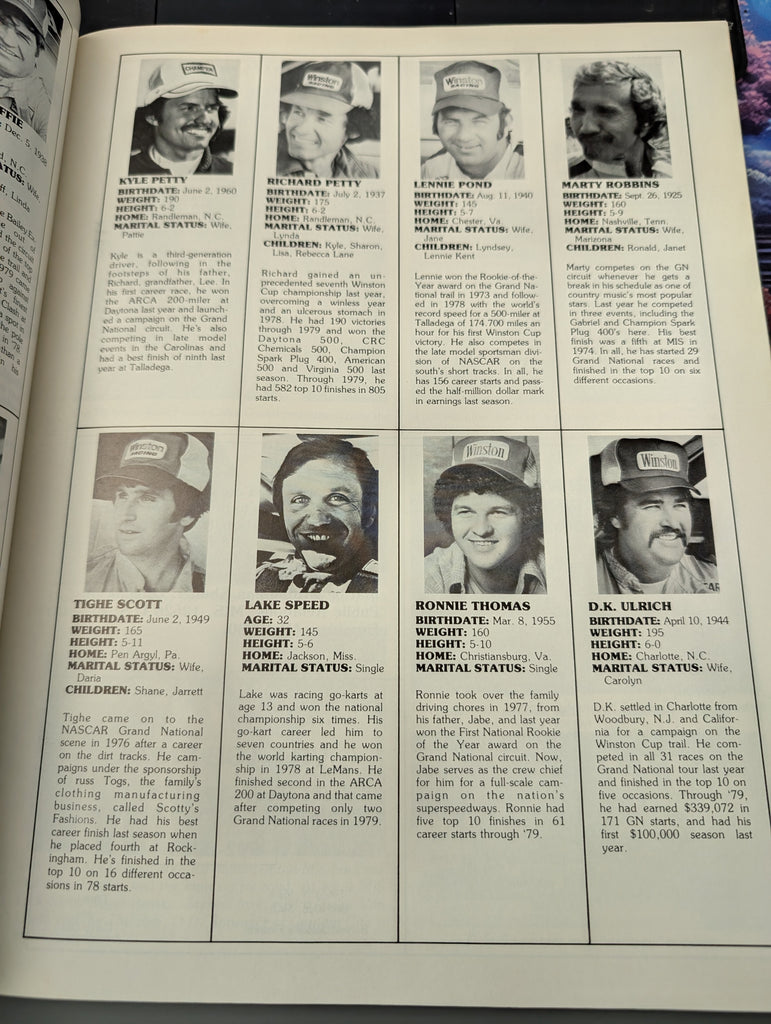 FFIE
Dec. 5, 1938
N.C.
Wife,
Linda
CHAMPION
KYLE PETTY
BIRTHDATE: June 2, 1960
WEIGHT: 190
HEIGHT: 6-2
HOME: Randleman, N.C.
MARITAL STATUS: Wife,
Pattie
Kyle is a third-generation
driver, following in the
footsteps of his father,
Richard, grandfather, Lee. In
his first career race, he won
the ARCA 200-miler at
Daytona last year and launch-
ed a campaign on the Grand
National circuit. He's also
competing in late model
events in the Carolinas and
had a best finish of ninth last
year at Talladega.
Winston
RACING
RICHARD PETTY
BIRTHDATE: July 2, 1937
WEIGHT: 175
HEIGHT: 6-2
HOME: Randleman, N.C.
MARITAL STATUS: Wife,
Lynda
CHILDREN: Kyle, Sharon,
Lisa, Rebecca Lane
Richard gained an un-
precedented seventh Winston
Cup championship last year,
overcoming a winless year
and an ulcerous stomach in
1978. He had 190 victories
through 1979 and won the
Daytona 500, CRC
Chemicals 500, Champion
Spark Plug 400, American
500 and Virginia 500 last
season. Through 1979, he
had 582 top 10 finishes in 805
starts.
Winston
RACING
LENNIE POND
BIRTHDATE: Aug. 11, 1940
WEIGHT: 145
HEIGHT: 5-7
HOME: Chester, Va.
MARITAL STATUS: Wife,
Jane
CHILDREN: Lyndsey,
Lennie Kent
Lennie won the Rookie-of-the-
Year award on the Grand Na-
tional trail in 1973 and follow-
ed in 1978 with the world's
record speed for a 500-miler at
Talladega of 174.700 miles an
hour for his first Winston Cup
victory. He also competes in
the late model sportsman divi-
sion of NASCAR on the
south's short tracks. In all, he
has 156 career starts and pass-
ed the half-million dollar mark
in earnings last season.
MARTY ROBBINS
BIRTHDATE: Sept. 26, 1925
WEIGHT: 160
HEIGHT: 5-9
HOME: Nashville, Tenn.
MARITAL STATUS: Wife,
Marizona
CHILDREN: Ronald, Janet
Marty competes on the GN
circuit whenever he gets a
break in his schedule as one of
country music's most popular
stars. Last year he competed
in three events, including the
Gabriel and Champion Spark
Plug 400's here. His best
finish was a fifth at MIS in
1974. In all, he has started 29
Grand National races and
finished in the top 10 on six
different occasions.
Winston
RACING
TIGHE SCOTT
BIRTHDATE: June 2, 1949
WEIGHT: 165
HEIGHT: 5-11
HOME: Pen Argyl, Pa.
MARITAL STATUS: Wife,
Daria
CHILDREN: Shane, Jarrett
Tighe came on to the
NASCAR Grand National
scene in 1976 after a career
on the dirt tracks. He cam-
paigns under the sponsorship
of russ Togs, the family's
clothing manufacturing
business, called Scotty's
Fashions. He had his best
career finish last season when
he placed fourth at Rock-
ingham. He's finished in the
top 10 on 16 different occa-
sions in 78 starts.
LAKE SPEED
AGE: 32
WEIGHT: 145
HEIGHT: 5-6
HOME: Jackson, Miss.
MARITAL STATUS: Single
Lake was racing go-karts at
age 13 and won the national
championship six times. His
go-kart career led him to
seven countries and he won
the world karting champion-
ship in 1978 at LeMans. He
finished second in the ARCA
200 at Daytona and that came
after competing only two
Grand National races in 1979.
Winston
RACING
RONNIE THOMAS
BIRTHDATE: Mar. 8, 1955
WEIGHT: 160
HEIGHT: 5-10
HOME: Christiansburg, Va.
MARITAL STATUS: Single
Ronnie took over the family
driving chores in 1977, from
his father, Jabe, and last year
won the First National Rookie
of the Year award on the
Grand National circuit. Now,
Jabe serves as the crew chief
for him for a full-scale cam-
paign on the nation's
superspeedways. Ronnie had
five top 10 finishes in 61
career starts through '79.
Winston
D.K. ULRICH
BIRTHDATE: April 10, 1944
WEIGHT: 195
HEIGHT: 6-0
HOME: Charlotte, N.C.
MARITAL STATUS: Wife,
Carolyn
D.K. settled in Charlotte from
Woodbury, N.J. and Califor-
nia for a campaign on the
Winston Cup trail. He com-
peted in all 31 races on the
Grand National tour last year
and finished in the top 10 on
five occasions. Through '79,
he had earned $339,072 in
171 GN starts, and had his
first $100,000 season last
year.